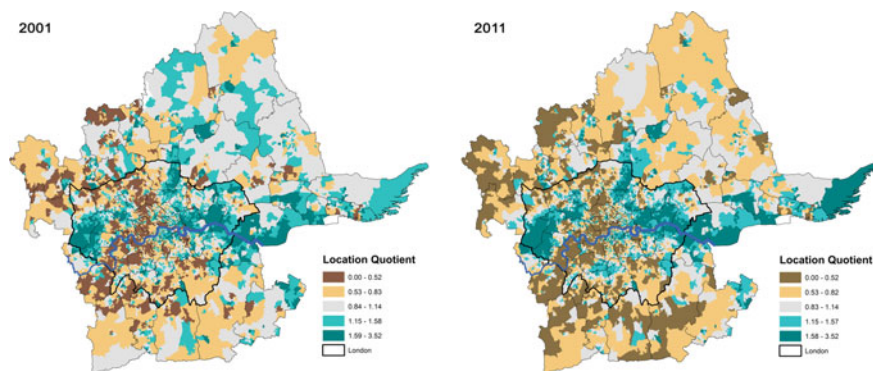 2001
Location Quotient
0.00 - 0.52
0.53 - 0.83
0.84 - 1.14
1.15 - 1.58
1.59 - 3.52
London
2011
Location Quotient
0.00 - 0.52
0.53 - 0.82
0.83 - 1.14
1.15 - 1.57
1.58 - 3.52
London